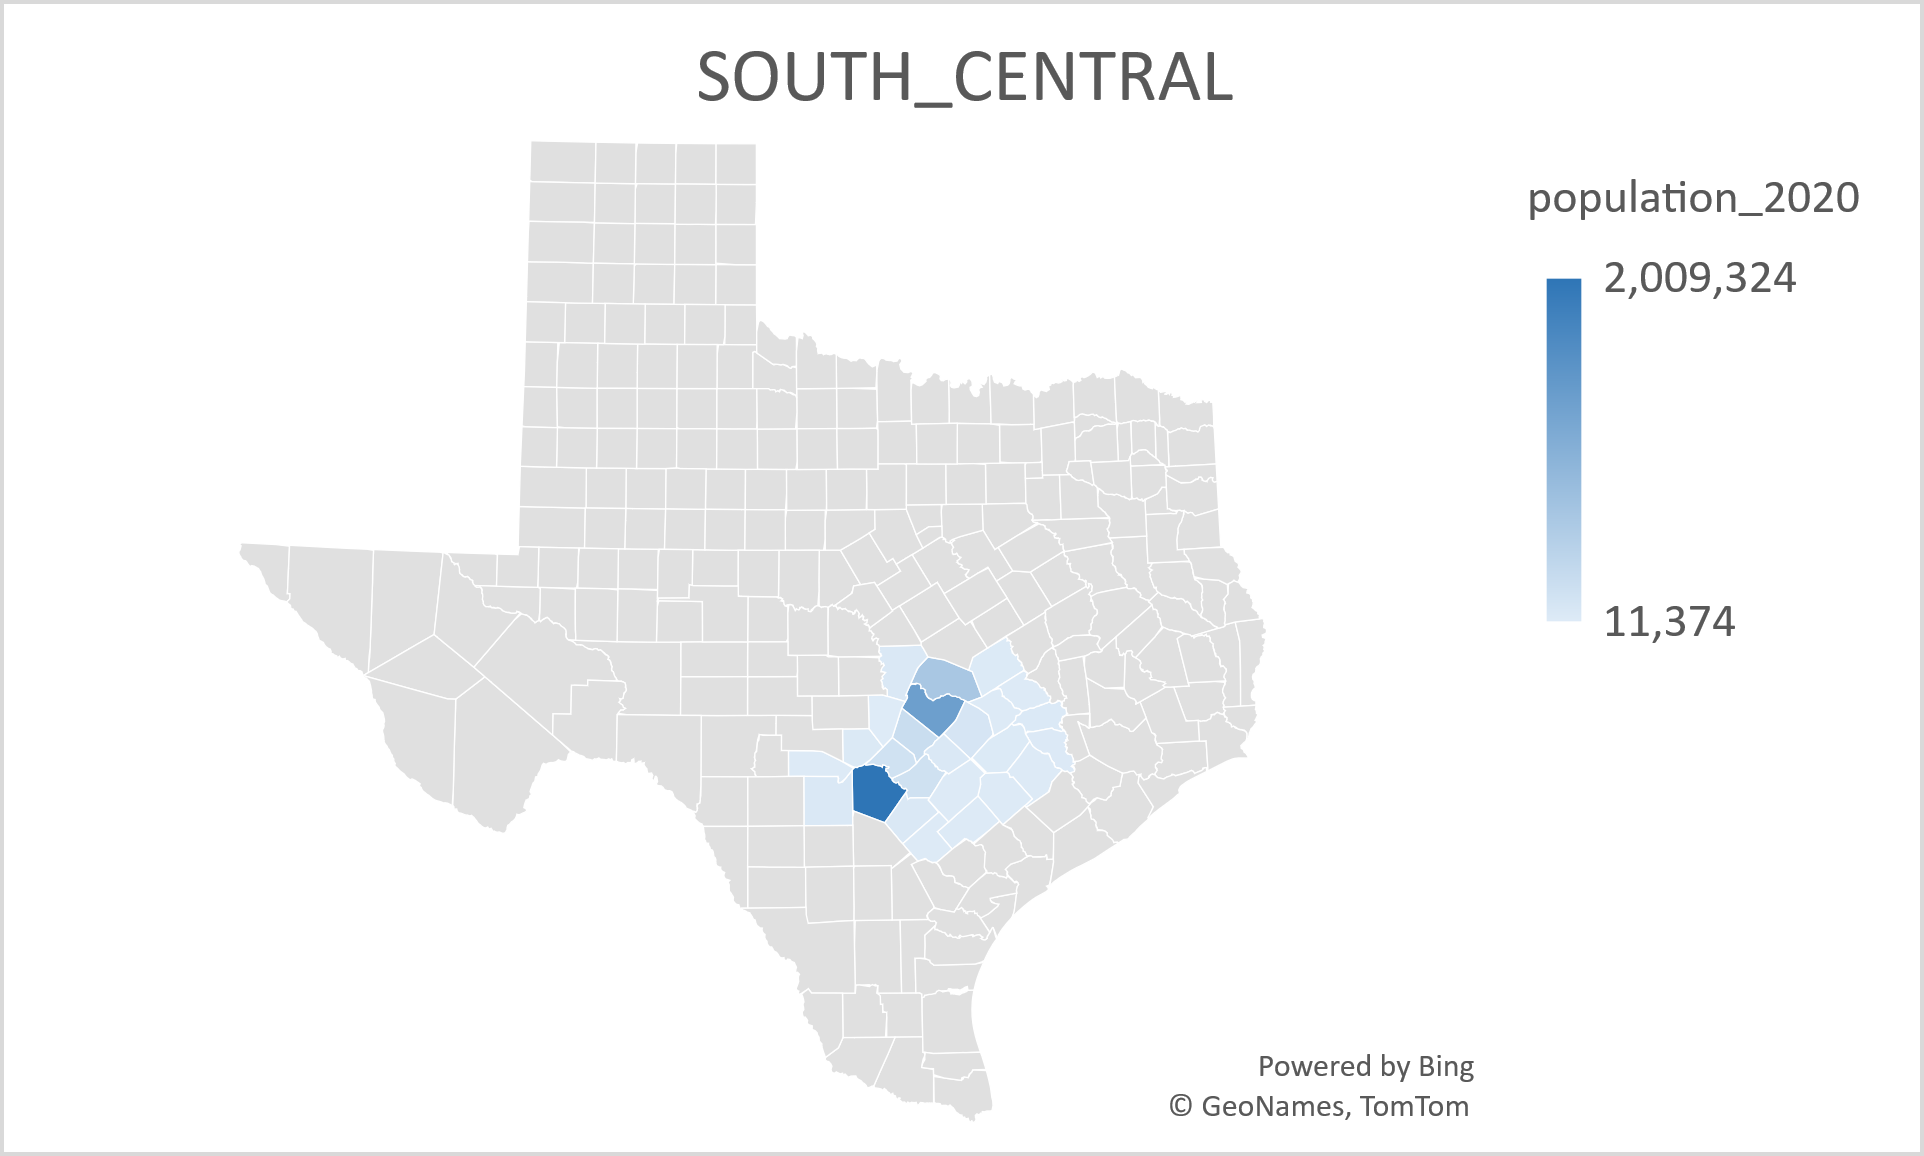 SOUTH_CENTRAL
population_2020
2,009,324
11,374
Powered by Bing
© GeoNames, TomTom